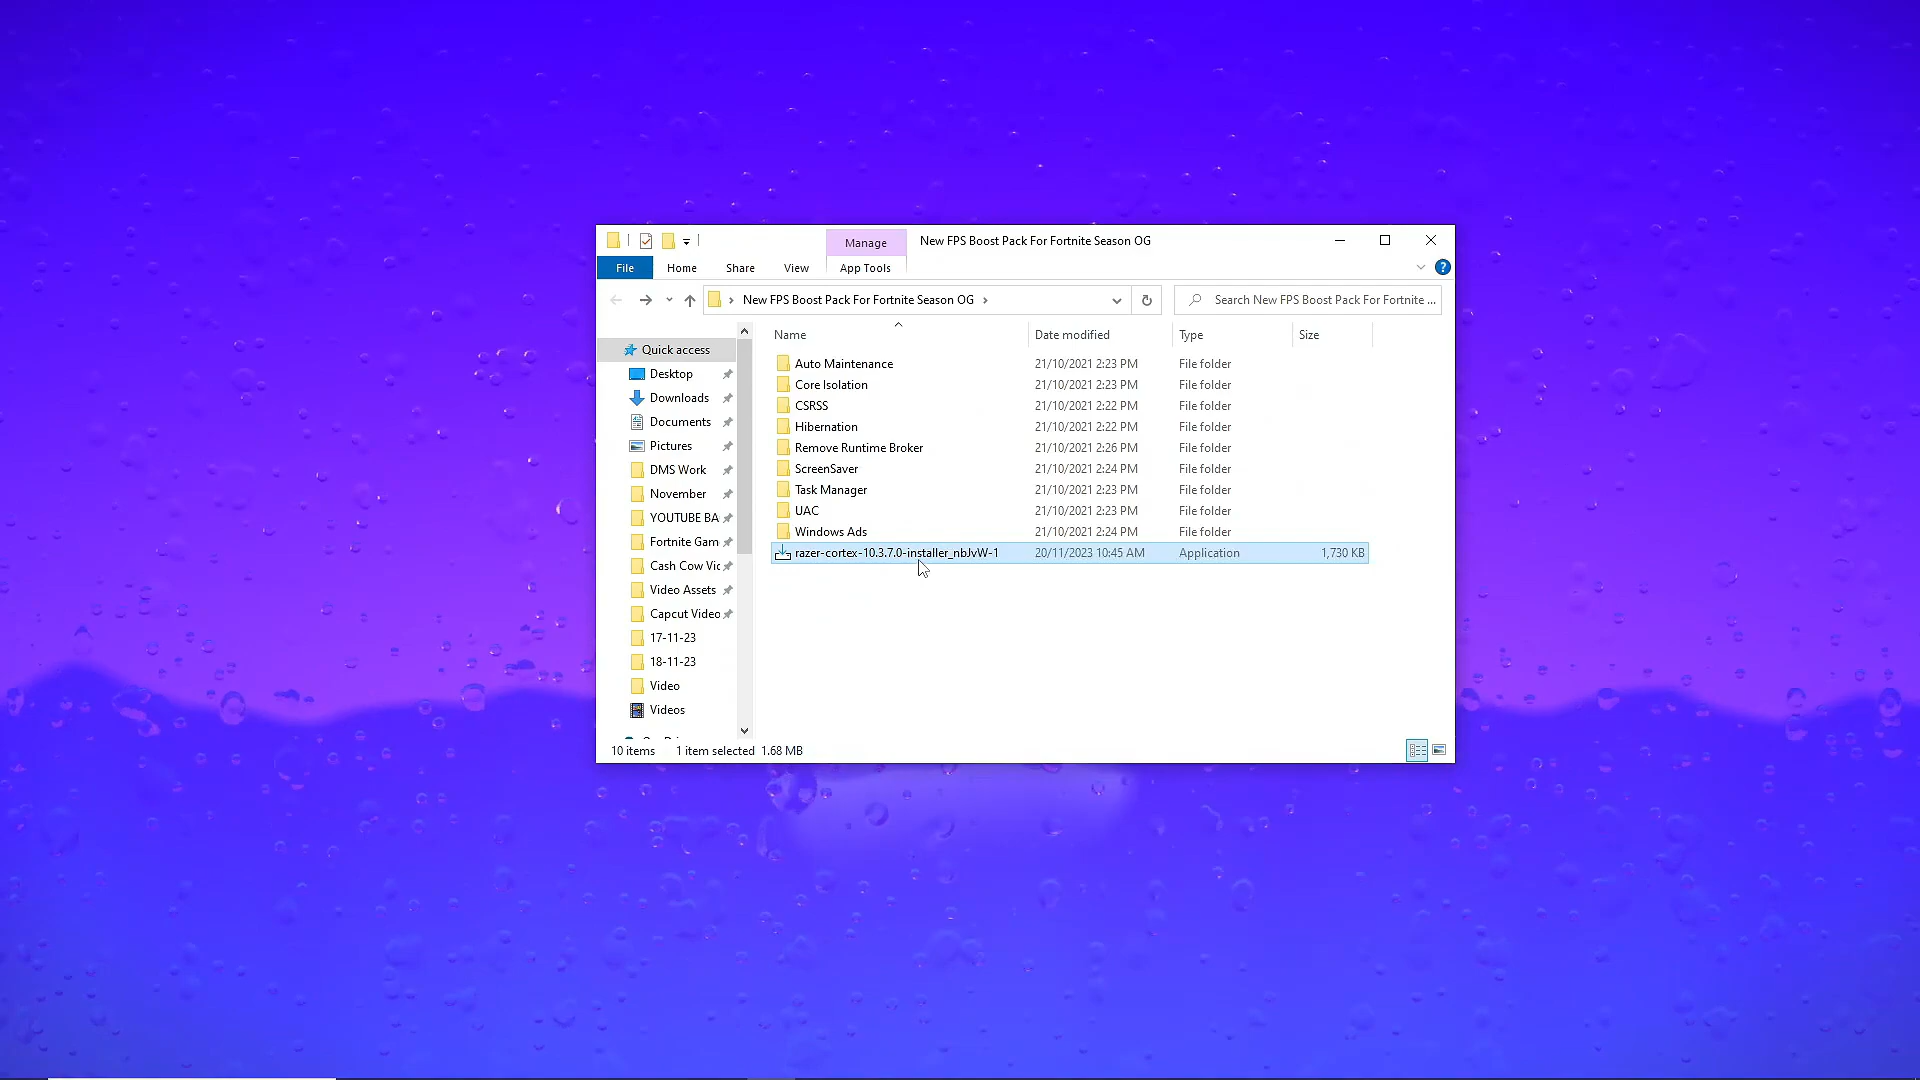 Manage
New FPS Boost Pack For Fortnite Season OG
File
Home
Share
View
App Tools
New FPS Boost Pack For Fortnite Season OG
Search New FPS Boost Pack For Fortnite ...
Name
Date modified
Type
Size
Quick access
Desktop
Downloads
Documents
Pictures
DMS Work
November
YOUTUBE BA
Fortnite Gam
Cash Cow Vic
Video Assets
Capcut Video
17-11-23
18-11-23
Video
Videos
Auto Maintenance 21/10/2021 2:23 PM File folder
Core Isolation 21/10/2021 2:23 PM File folder
CSRSS 21/10/2021 2:22 PM File folder
Hibernation 21/10/2021 2:22 PM File folder
Remove Runtime Broker 21/10/2021 2:26 PM File folder
ScreenSaver 21/10/2021 2:24 PM File folder
Task Manager 21/10/2021 2:23 PM File folder
UAC 21/10/2021 2:23 PM File folder
Windows Ads 21/10/2021 2:24 PM File folder
razer-cortex-10.3.7.0-installer_nbJvW-1 20/11/2023 10:45 AM Application 1,730 KB
10 items 1 item selected 1.68 MB